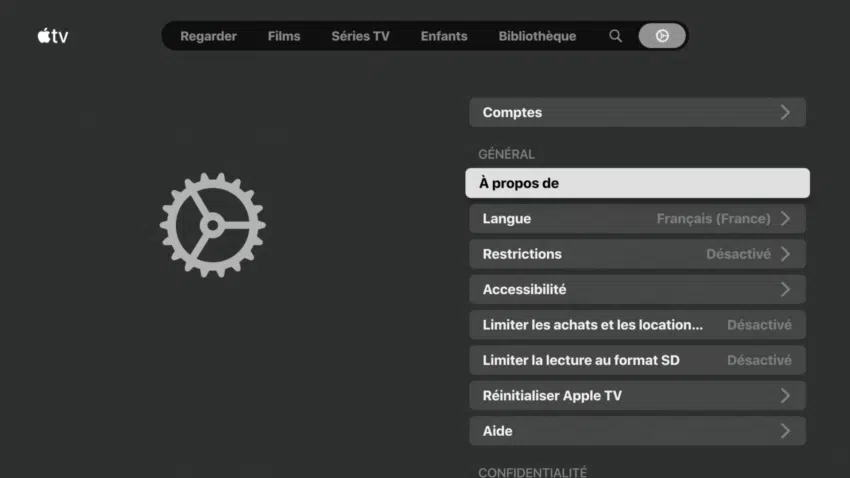 tv
Regarder Films Séries TV Enfants Bibliothèque
Comptes
GÉNÉRAL
À propos de
Langue Français (France)
Restrictions Désactivé
Accessibilité
Limiter les achats et les location... Désactivé
Limiter la lecture au format SD Désactivé
Réinitialiser Apple TV
Aide
CONFIDENTIALITÉ